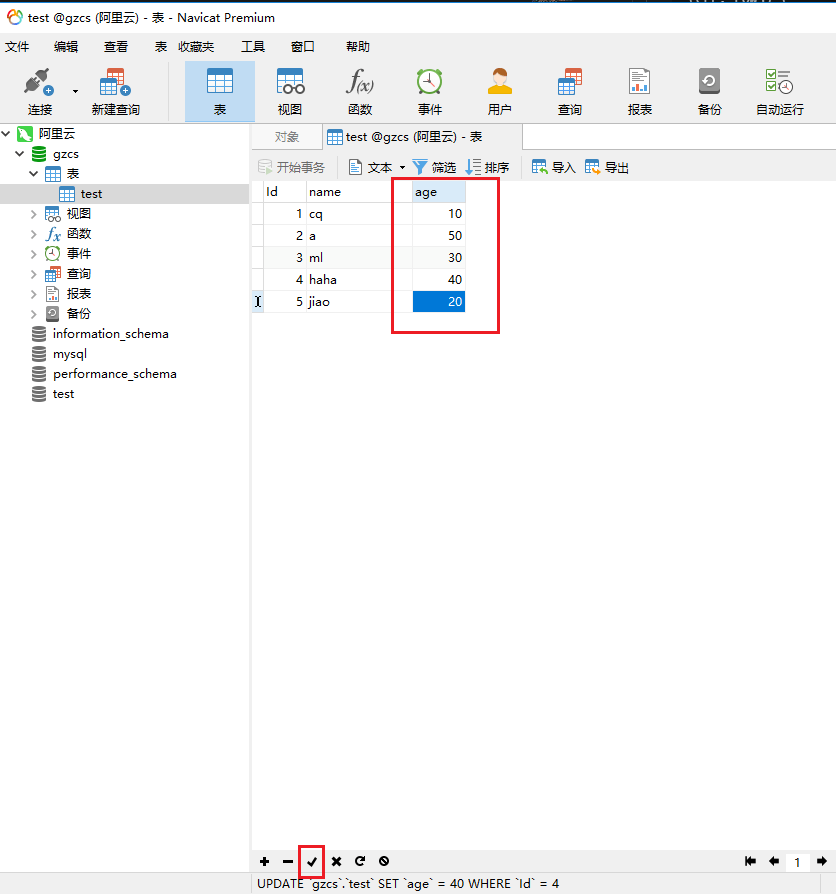 test @gzcs (阿里云) - 表 - Navicat Premium
文件 编辑 查看 表 收藏夹 工具 窗口 帮助
连接 新建查询 表 视图 函数 事件 用户 查询 报表 备份 自动运行
阿里云
gzcs
表
test
视图
函数
事件
查询
报表
备份
information_schema
mysql
performance_schema
test
对象 test @gzcs (阿里云) - 表
开始事务 文本 筛选 排序 导入 导出
Id name age
1 cq 10
2 a 50
3 ml 30
4 haha 40
5 jiao 20
1
UPDATE `gzcs`.`test` SET `age` = 40 WHERE `Id` = 4